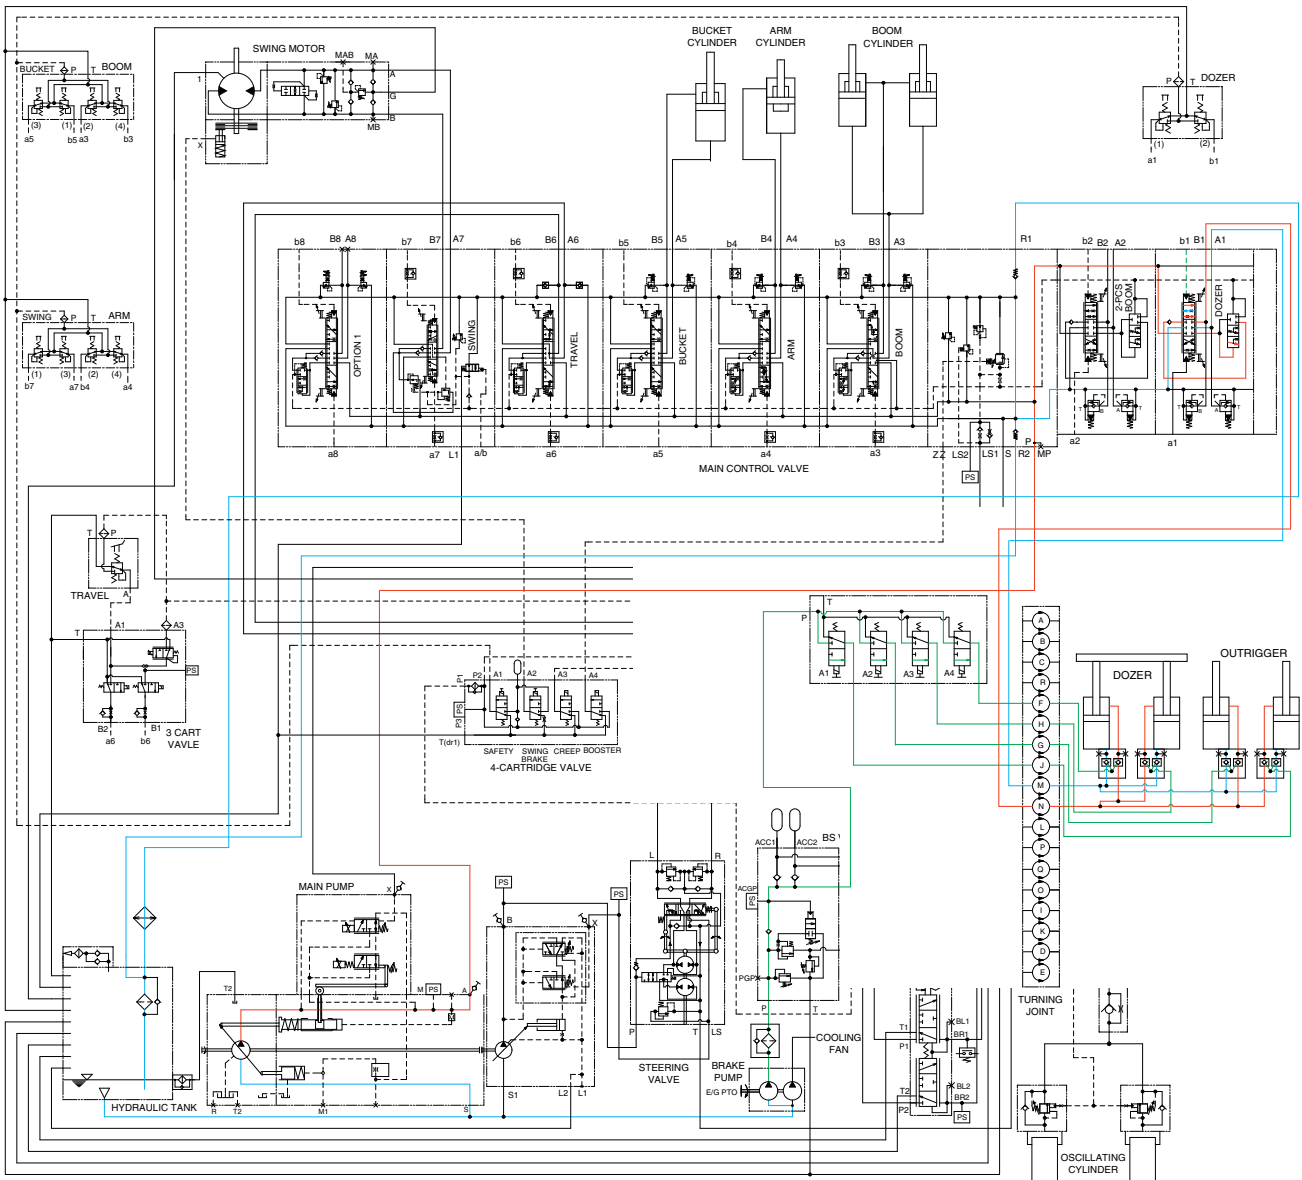 SWING MOTOR
MAB MA
A
G
B
MB
1
X
BUCKET P T BOOM
(3) (1) (2) (4)
a5 b5 a3 b3
BUCKET
CYLINDER
ARM
CYLINDER
BOOM
CYLINDER
P T DOZER
(1) (2)
a1 b1
SWING P T ARM
(1) (3) (2) (4)
b7 a7 b4 a4
b8 B8 A8 b7 B7 A7 b6 B6 A6 b5 B5 A5 b4 B4 A4 b3 B3 A3 R1 b2 B2 A2 b1 B1 A1
OPTION 1
SWING
TRAVEL
BUCKET
ARM
BOOM
2-PCS
BOOM
DOZER
T B A T T B A T
a8 a7 L1 a/b a6 a5 a4 a3 ZZ LS2 LS1 S R2 P MP a2 a1
PS
MAIN CONTROL VALVE
T P
TRAVEL A
T A1 A3
PS
B2 B1
a6 b6
3 CART
VAVLE
P1 P2 A1 A2 A3 A4
P3 PS
T(dr1)
SAFETY SWING
BRAKE CREEP BOOSTER
4-CARTRIDGE VALVE
T
P
A1 A2 A3 A4
A
B
C
R
F
H
G
J
M
N
L
P
Q
O
I
K
D
E
TURNING
JOINT
DOZER
OUTRIGGER
MAIN PUMP
X
T2 M PS A
R T2 M1 S
HYDRAULIC TANK
PS
B X
S1 L2 L1
PS
L R
P T LS
STEERING
VALVE
ACC1 ACC2 BS
ACGP
PS
PGP
P T
COOLING
FAN
BRAKE
PUMP
E/G PTO
T1 BL1
P1 BR1
T2 BL2
P2 BR2
PS
OSCILLATING
CYLINDER